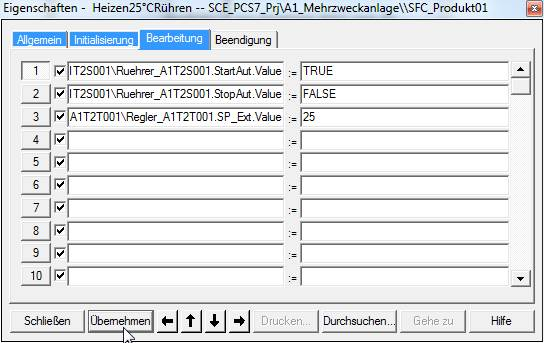 Eigenschaften - Heizen25°CRühren -- SCE_PCS7_Prj\A1_Mehrzweckanlage\\SFC_Produkt01
Allgemein Initialisierung Bearbeitung Beendigung
1 IT2S001\Ruehrer_A1T2S001.StartAut.Value := TRUE
2 IT2S001\Ruehrer_A1T2S001.StopAut.Value := FALSE
3 A1T2T001\Regler_A1T2T001.SP_Ext.Value := 25
4 :=
5 :=
6 :=
7 :=
8 :=
9 :=
10 :=
Schließen Übernehmen Drucken... Durchsuchen... Gehe zu Hilfe